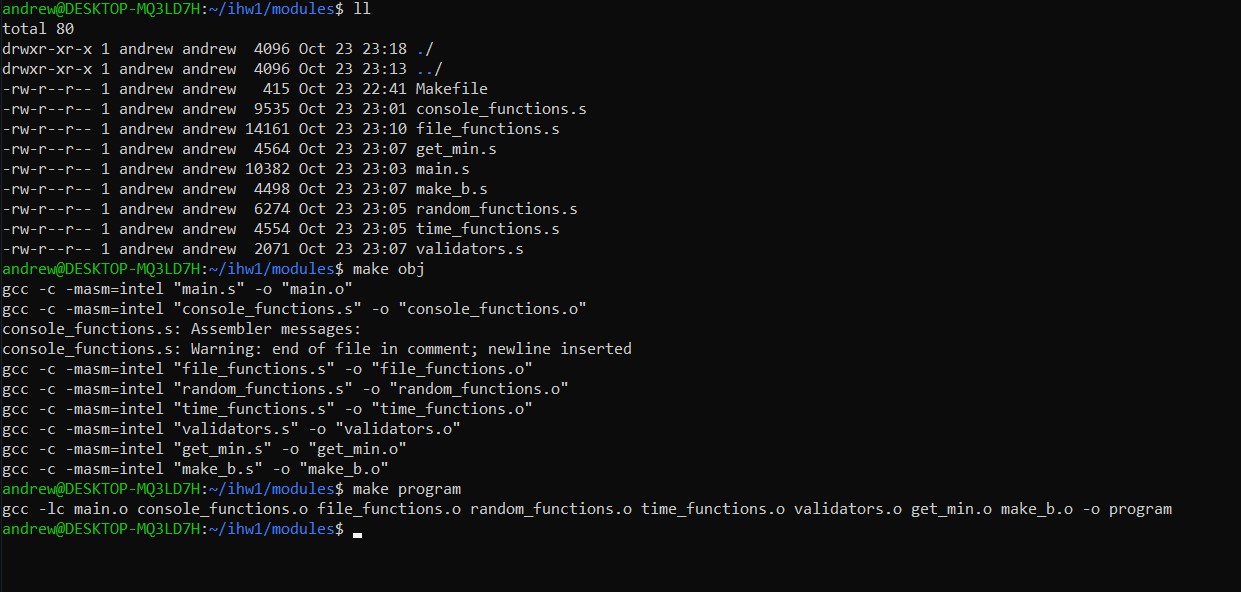 andrew@DESKTOP-MQ3LD7H:~/ihw1/modules$ ll
total 80
drwxr-xr-x 1 andrew andrew  4096 Oct 23 23:18 ./
drwxr-xr-x 1 andrew andrew  4096 Oct 23 23:13 ../
-rw-r--r-- 1 andrew andrew   415 Oct 23 22:41 Makefile
-rw-r--r-- 1 andrew andrew  9535 Oct 23 23:01 console_functions.s
-rw-r--r-- 1 andrew andrew 14161 Oct 23 23:10 file_functions.s
-rw-r--r-- 1 andrew andrew  4564 Oct 23 23:07 get_min.s
-rw-r--r-- 1 andrew andrew 10382 Oct 23 23:03 main.s
-rw-r--r-- 1 andrew andrew  4498 Oct 23 23:07 make_b.s
-rw-r--r-- 1 andrew andrew  6274 Oct 23 23:05 random_functions.s
-rw-r--r-- 1 andrew andrew  4554 Oct 23 23:05 time_functions.s
-rw-r--r-- 1 andrew andrew  2071 Oct 23 23:07 validators.s
andrew@DESKTOP-MQ3LD7H:~/ihw1/modules$ make obj
gcc -c -masm=intel "main.s" -o "main.o"
gcc -c -masm=intel "console_functions.s" -o "console_functions.o"
console_functions.s: Assembler messages:
console_functions.s: Warning: end of file in comment; newline inserted
gcc -c -masm=intel "file_functions.s" -o "file_functions.o"
gcc -c -masm=intel "random_functions.s" -o "random_functions.o"
gcc -c -masm=intel "time_functions.s" -o "time_functions.o"
gcc -c -masm=intel "validators.s" -o "validators.o"
gcc -c -masm=intel "get_min.s" -o "get_min.o"
gcc -c -masm=intel "make_b.s" -o "make_b.o"
andrew@DESKTOP-MQ3LD7H:~/ihw1/modules$ make program
gcc -lc main.o console_functions.o file_functions.o random_functions.o time_functions.o validators.o get_min.o make_b.o -o program
andrew@DESKTOP-MQ3LD7H:~/ihw1/modules$